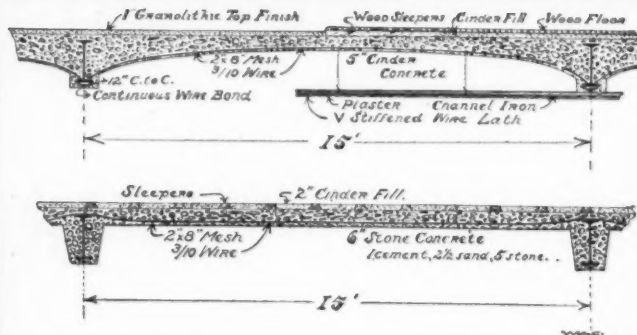 1" Granolithic Top Finish
Wood Sleepers Cinder Fill Wood Floor
2"x8" Mesh
3/10 Wire
5" Cinder
Concrete
12" C. to C.
Continuous Wire Bond
Plaster Channel Iron
V Stiffened Wire Lath
15'
Sleepers 2" Cinder Fill.
2"x8" Mesh
3/10 Wire
6" Stone Concrete
1 cement, 2½ sand, 5 stone.
15'